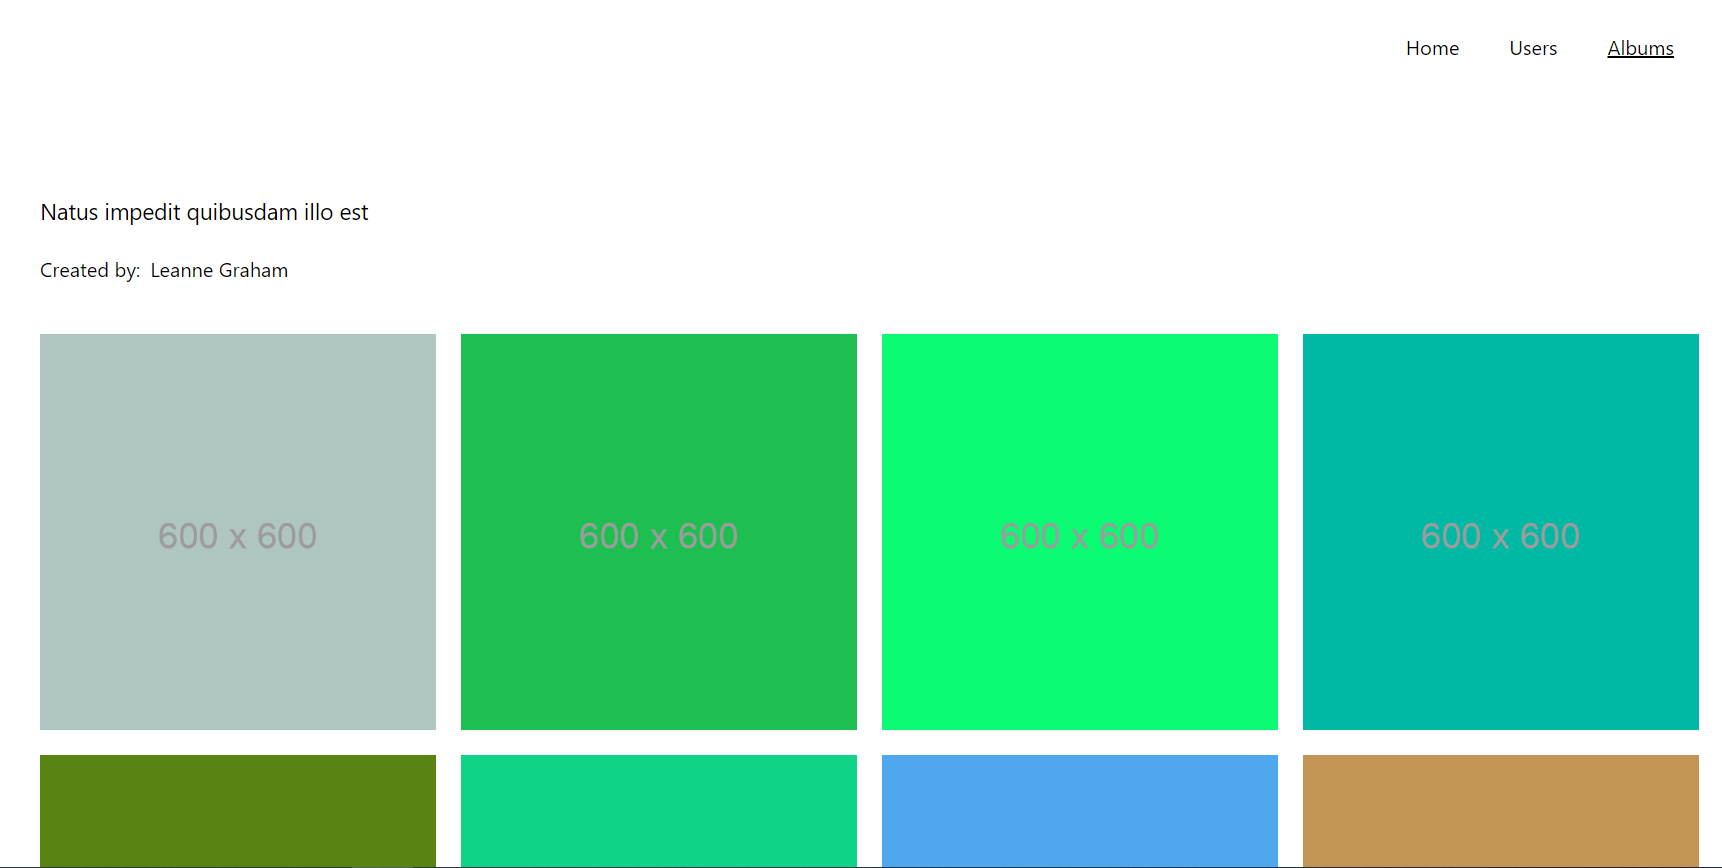 Home Users Albums
Natus impedit quibusdam illo est
Created by: Leanne Graham
600 x 600 600 x 600 600 x 600 600 x 600